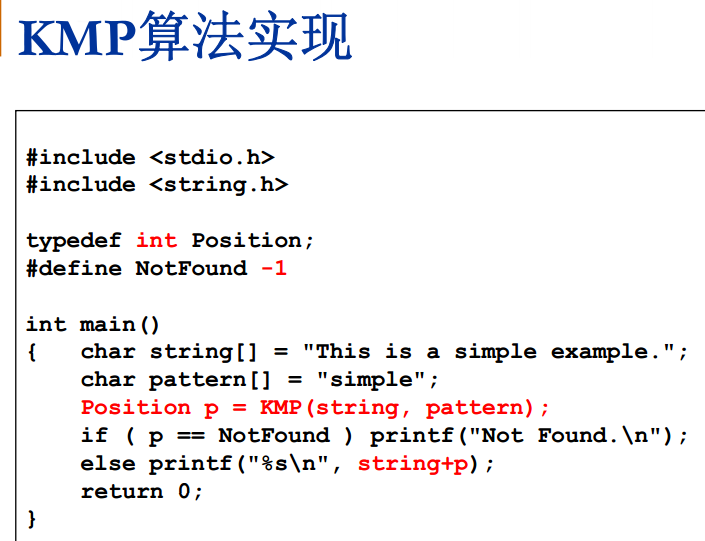 KMP算法实现
#include <stdio.h>
#include <string.h>
typedef int Position;
#define NotFound -1
int main()
{   char string[] = "This is a simple example.";
    char pattern[] = "simple";
    Position p = KMP(string, pattern);
    if ( p == NotFound ) printf("Not Found.\n");
    else printf("%s\n", string+p);
    return 0;
}